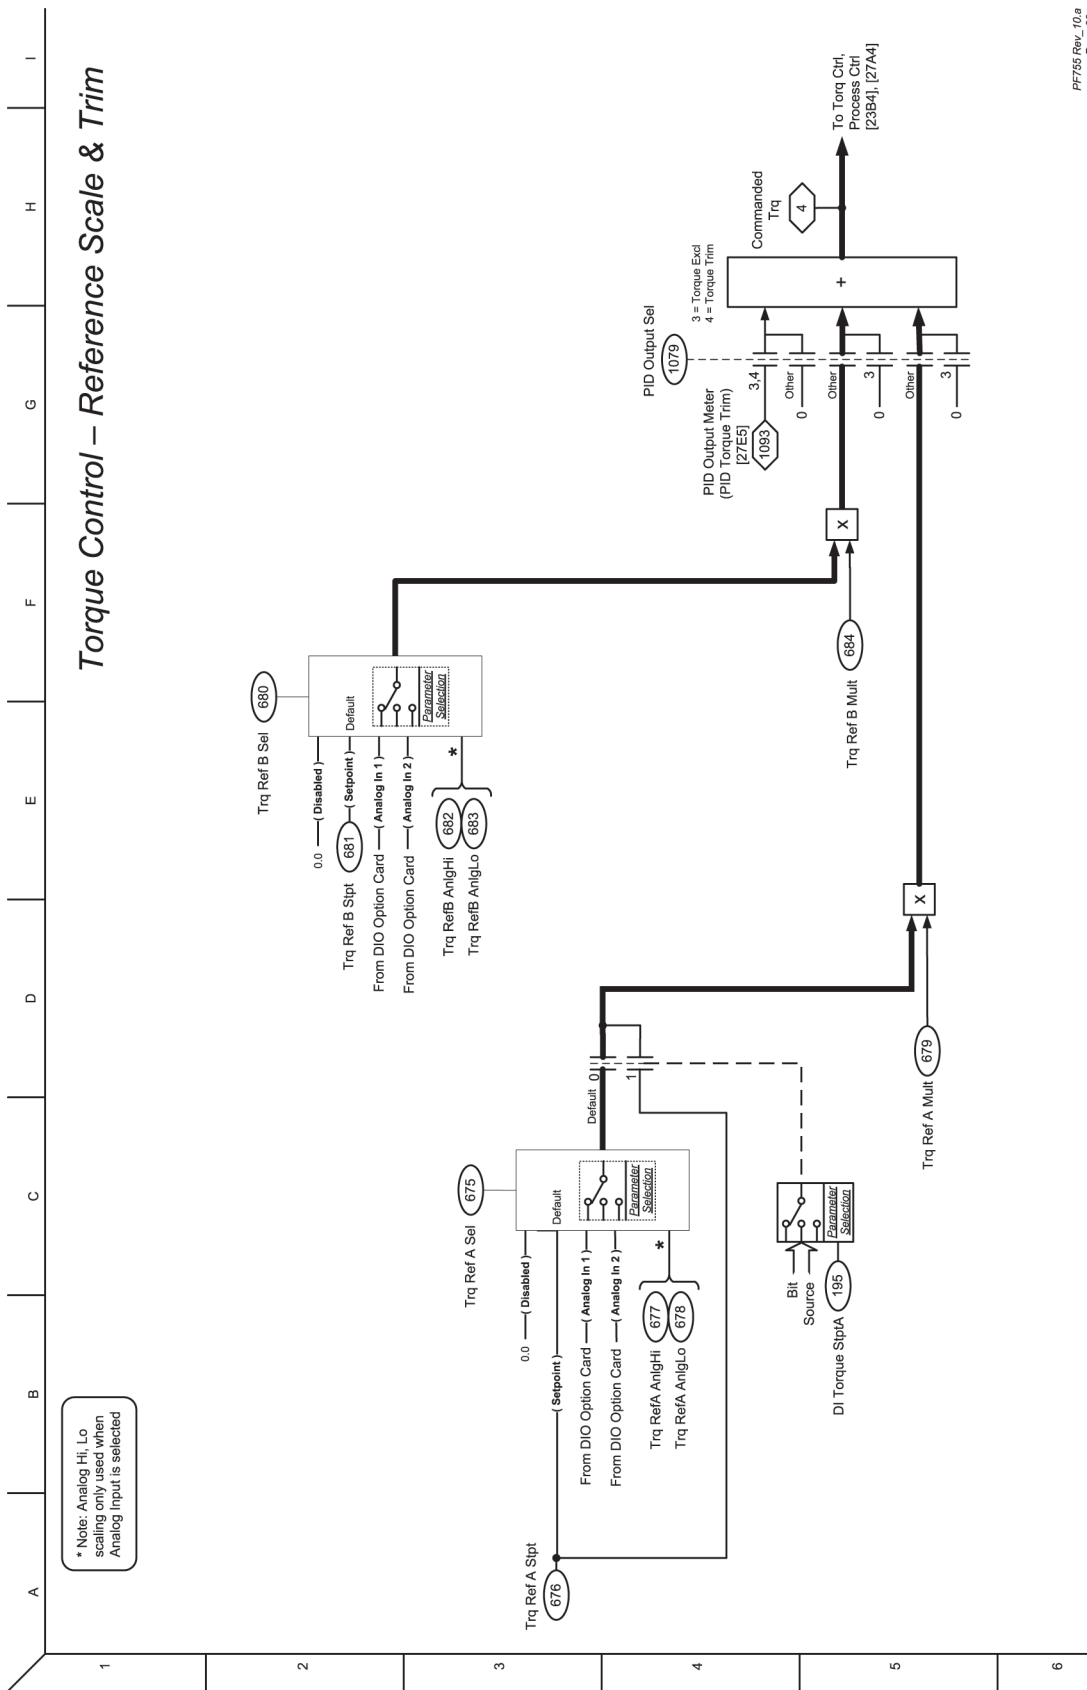 Torque Control – Reference Scale & Trim
A
B
C
D
E
F
G
H
I
1
2
3
4
5
6
* Note: Analog Hi, Lo
scaling only used when
Analog Input is selected
Trq Ref A Stpt
676
Trq Ref A Sel
675
0.0
( Disabled )
( Setpoint )
Default
From DIO Option Card
( Analog In 1 )
From DIO Option Card
( Analog In 2 )
Parameter
Selection
*
Trq RefA AnlgHi
677
Trq RefA AnlgLo
678
Default
0
1
Bit
Source
Parameter
Selection
DI Torque StptA
195
Trq Ref A Mult
679
X
Trq Ref B Sel
680
0.0
( Disabled )
Trq Ref B Stpt
681
( Setpoint )
Default
From DIO Option Card
( Analog In 1 )
From DIO Option Card
( Analog In 2 )
Parameter
Selection
*
Trq RefB AnlgHi
682
Trq RefB AnlgLo
683
Trq Ref B Mult
684
X
PID Output Sel
1079
3 = Torque Excl
4 = Torque Trim
PID Output Meter
(PID Torque Trim)
[27E5]
1093
3,4
Other
0
Other
3
0
Other
3
0
+
Commanded
Trq
4
To Torq Ctrl,
Process Ctrl
[23B4], [27A4]
PF755 Rev_10.a